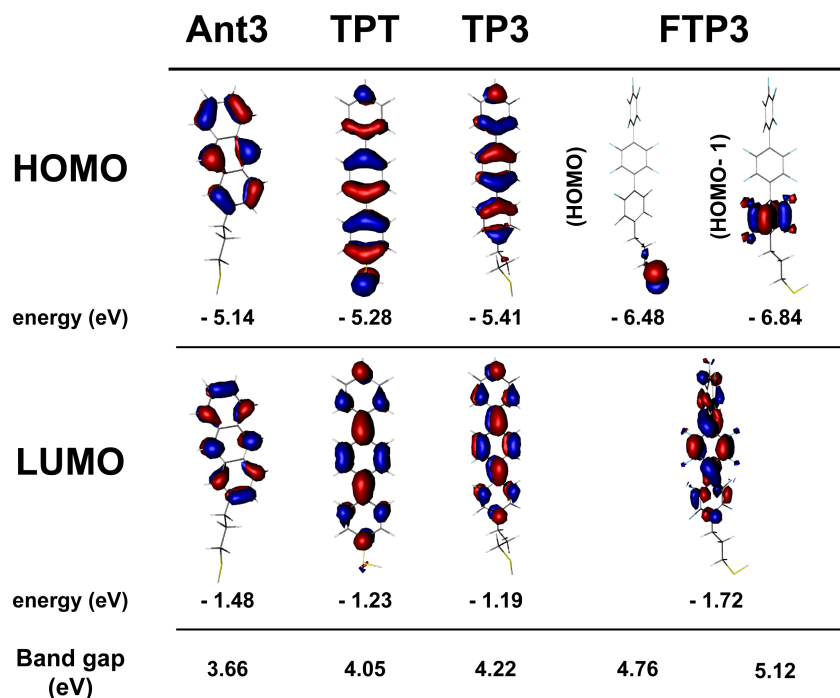 Ant3 TPT TP3 FTP3
HOMO (HOMO) (HOMO- 1)
energy (eV) - 5.14 - 5.28 - 5.41 - 6.48 - 6.84
LUMO
energy (eV) - 1.48 - 1.23 - 1.19 - 1.72
Band gap
(eV) 3.66 4.05 4.22 4.76 5.12